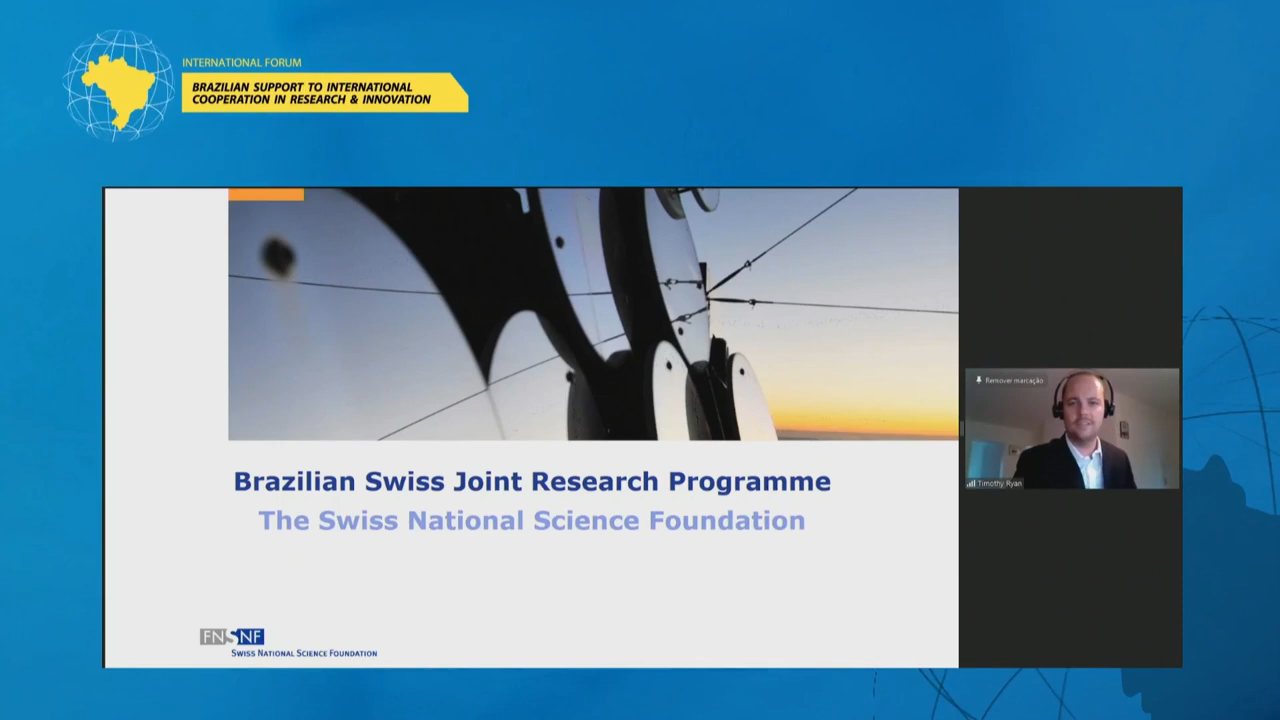 INTERNATIONAL FORUM
BRAZILIAN SUPPORT TO INTERNATIONAL
COOPERATION IN RESEARCH & INNOVATION
Remover marcação
Timothy Ryan
Brazilian Swiss Joint Research Programme
The Swiss National Science Foundation
FNSNF
SWISS NATIONAL SCIENCE FOUNDATION